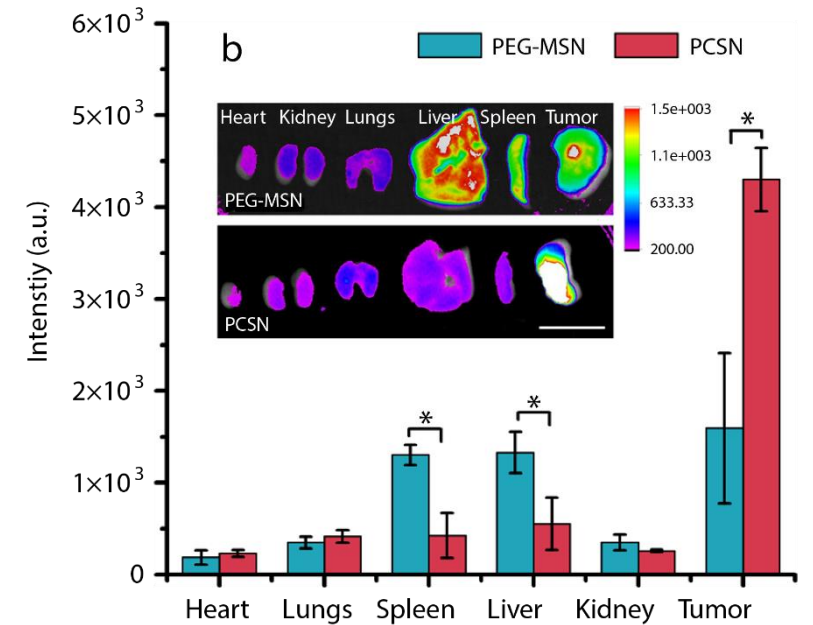 b
PEG-MSN PCSN
Intenstiy (a.u.)
6×10³
5×10³
4×10³
3×10³
2×10³
1×10³
0
Heart Kidney Lungs Liver Spleen Tumor
PEG-MSN
PCSN
1.5e+003
1.1e+003
633.33
200.00
*
*
*
Heart Lungs Spleen Liver Kidney Tumor